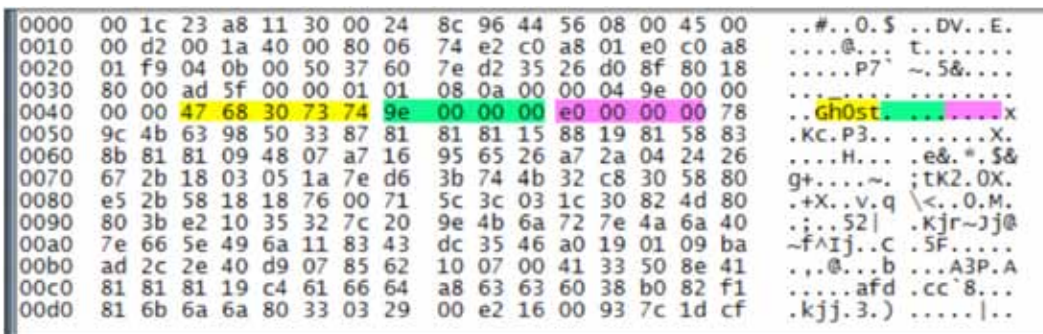 0000 00 1c 23 a8 11 30 00 24 8c 96 44 56 08 00 45 00 ..#..0.$ ..DV..E.
0010 00 d2 00 1a 40 00 80 06 74 e2 c0 a8 01 e0 c0 a8 ....@... t.......
0020 01 f9 04 0b 00 50 37 60 7e d2 35 26 d0 8f 80 18 .....P7` ~.5&....
0030 80 00 ad 5f 00 00 01 01 08 0a 00 00 04 9e 00 00 ..._.... ........
0040 00 00 47 68 30 73 74 9e 00 00 00 e0 00 00 00 78 ..Gh0st. .......x
0050 9c 4b 63 98 50 33 87 81 81 81 15 88 19 81 58 83 .Kc.P3.. ......X.
0060 8b 81 81 09 48 07 a7 16 95 65 26 a7 2a 04 24 26 ....H... .e&.*.$&
0070 67 2b 18 03 05 1a 7e d6 3b 74 4b 32 c8 30 58 80 g+....~. ;tK2.0X.
0080 e5 2b 58 18 18 76 00 71 5c 3c 03 1c 30 82 4d 80 .+X..v.q \<..0.M.
0090 80 3b e2 10 35 32 7c 20 9e 4b 6a 72 7e 4a 6a 40 .;..52| .Kjr~Jj@
00a0 7e 66 5e 49 6a 11 83 43 dc 35 46 a0 19 01 09 ba ~f^Ij..C .5F.....
00b0 ad 2c 2e 40 d9 07 85 62 10 07 00 41 33 50 8e 41 .,.@...b ...A3P.A
00c0 81 81 81 19 c4 61 66 64 a8 63 63 60 38 b0 82 f1 .....afd .cc`8...
00d0 81 6b 6a 6a 80 33 03 29 00 e2 16 00 93 7c 1d cf .kjj.3.) .....|..